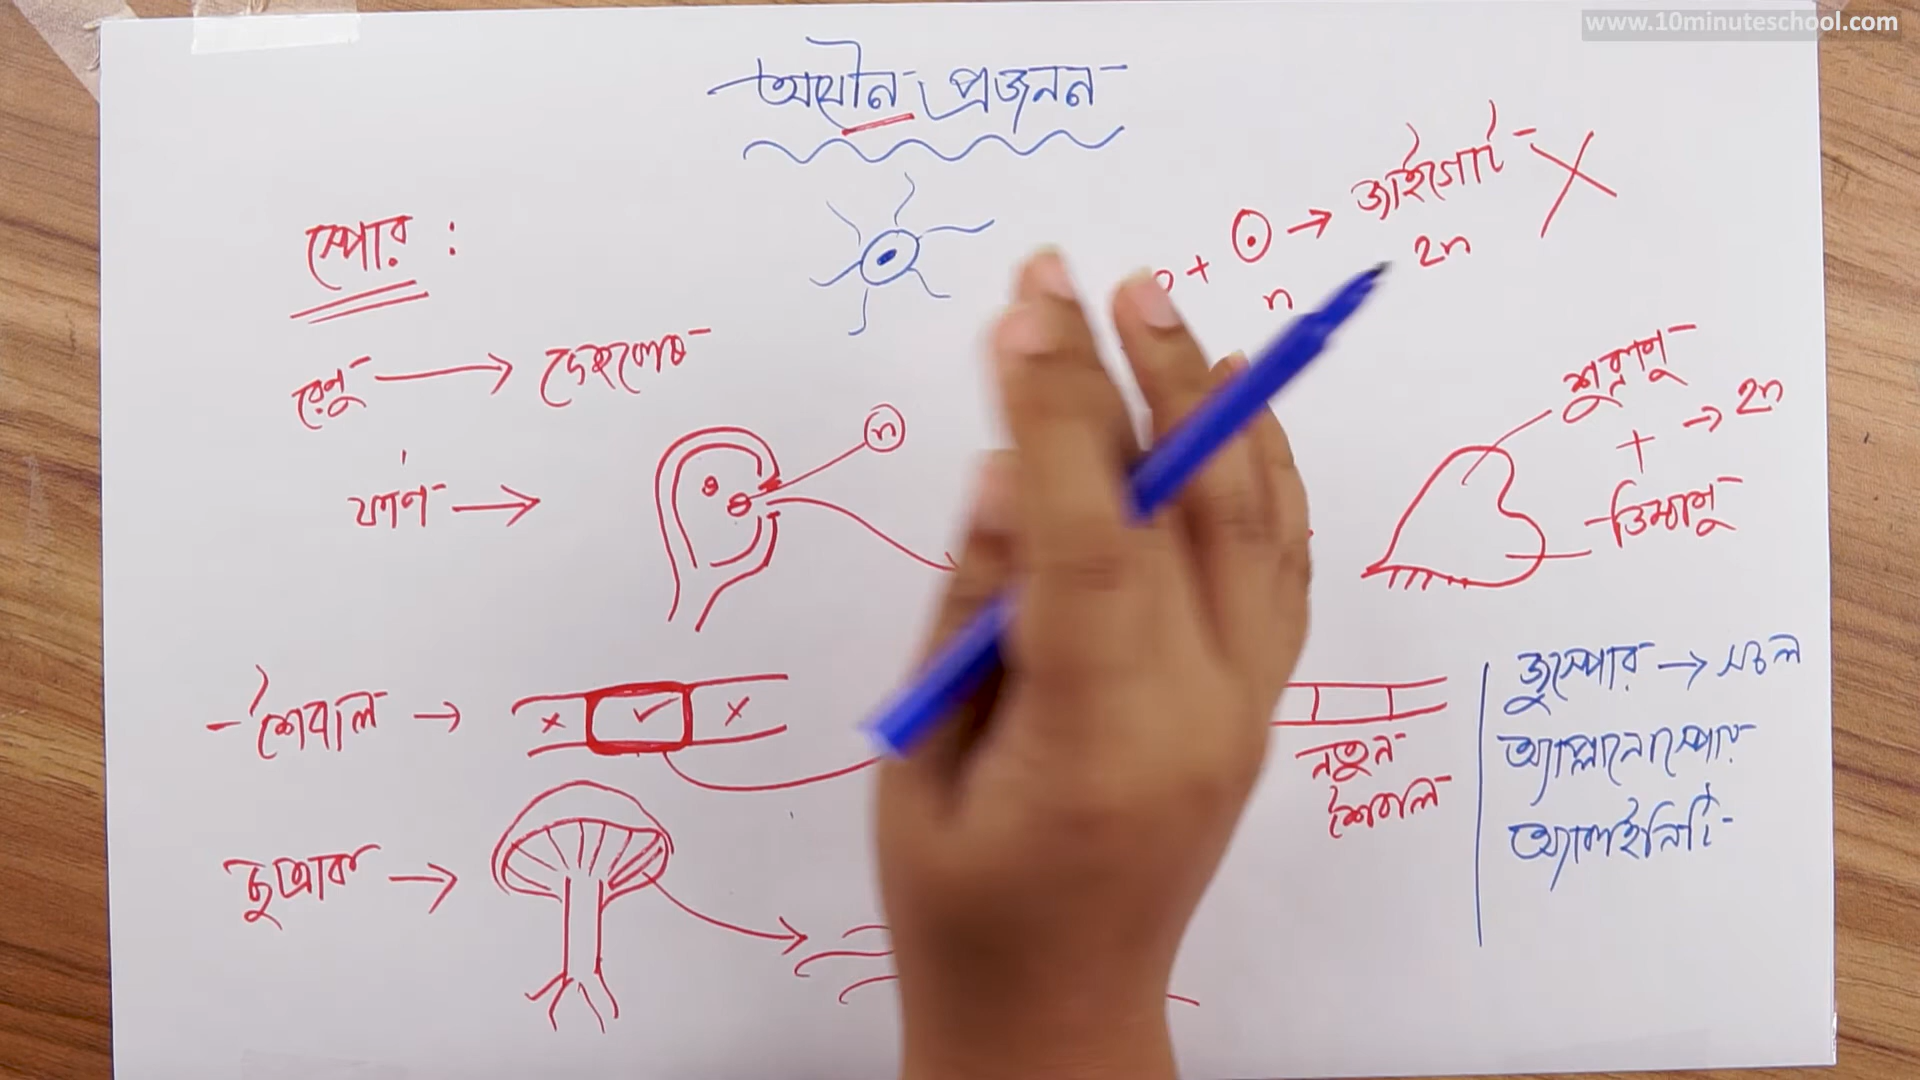 www.10minuteschool.com
অযৌন প্রজনন
স্পোর :
+ → জাইগোট X
n 2n
রেনু → দেহকোষ
n
ফার্ন →
শুক্রাণু
+ → 2n
ডিম্বাণু
শৈবাল → x ✓ x
নতুন
শৈবাল
জুস্পোর → সচল
অ্যাপ্লানোস্পোর
অ্যাকাইনিটি
ছত্রাক →